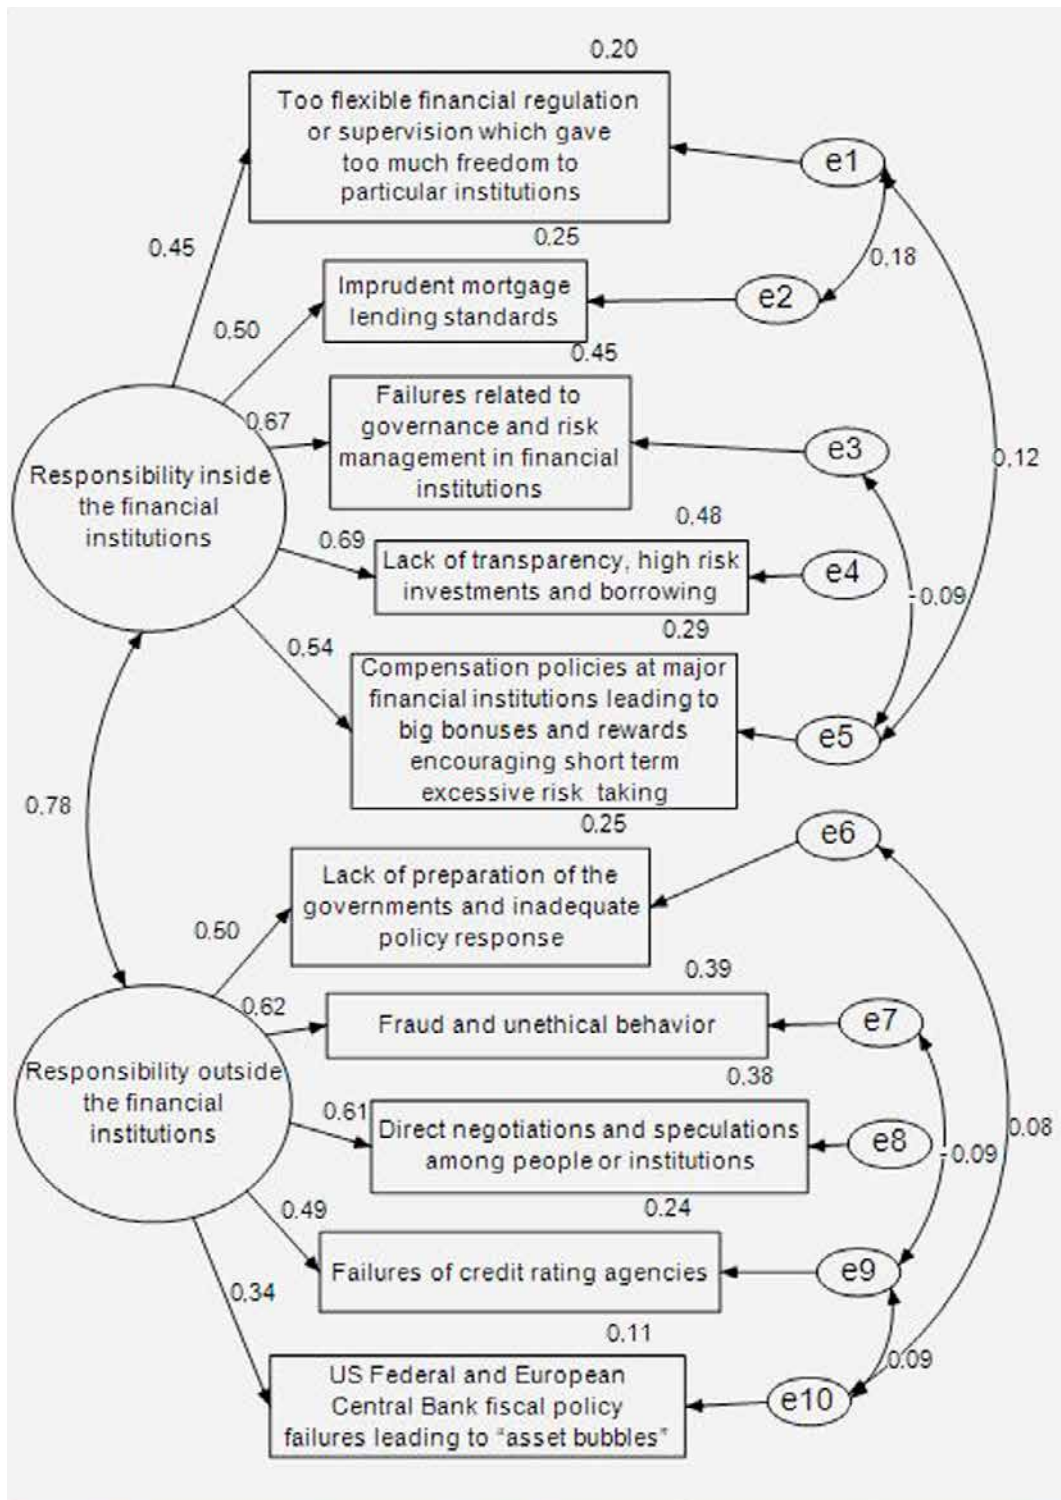 0.20
Too flexible financial regulation
or supervision which gave
too much freedom to
particular institutions
e1
0.45
0.25
0.18
Imprudent mortgage
lending standards
e2
0.50
0.45
Failures related to
governance and risk
management in financial
institutions
0.67
e3
0.12
Responsibility inside
the financial
institutions
0.48
0.69
Lack of transparency, high risk
investments and borrowing
e4
-0.09
0.29
0.54
Compensation policies at major
financial institutions leading to
big bonuses and rewards
encouraging short term
excessive risk taking
e5
0.78
0.25
e6
Lack of preparation of the
governments and inadequate
policy response
0.50
0.39
0.62
Fraud and unethical behavior
e7
Responsibility outside
the financial
institutions
0.38
0.61
Direct negotiations and speculations
among people or institutions
e8
-0.09
0.08
0.24
0.49
Failures of credit rating agencies
e9
0.34
0.11
0.09
US Federal and European
Central Bank fiscal policy
failures leading to "asset bubbles"
e10